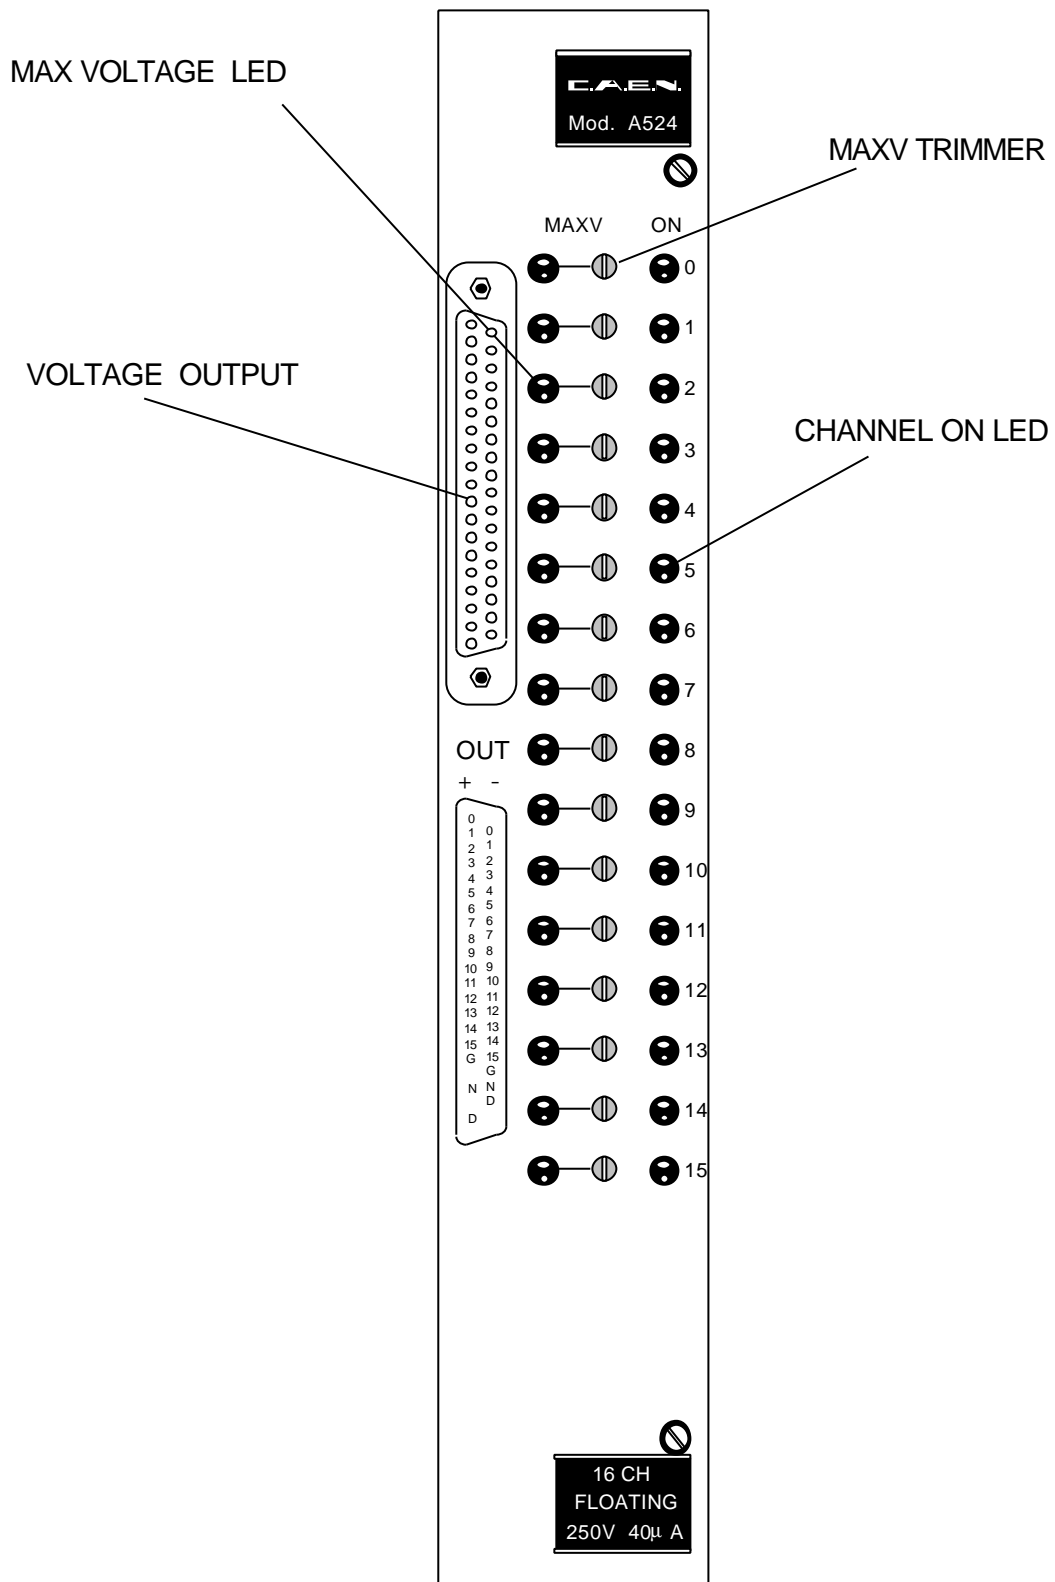 C.A.E.N.
Mod. A524
MAX VOLTAGE LED
MAXV TRIMMER
MAXV ON
0
1
2
VOLTAGE OUTPUT
3
CHANNEL ON LED
4
5
6
7
8
9
10
11
12
13
14
15
OUT
+ -
0
1 0
2 1
3 2
4 3
5 4
6 5
7 6
8 7
9 8
10 9
11 10
12 11
13 12
14 13
15 14
G 15
N G
D N
D
16 CH
FLOATING
250V 40µ A